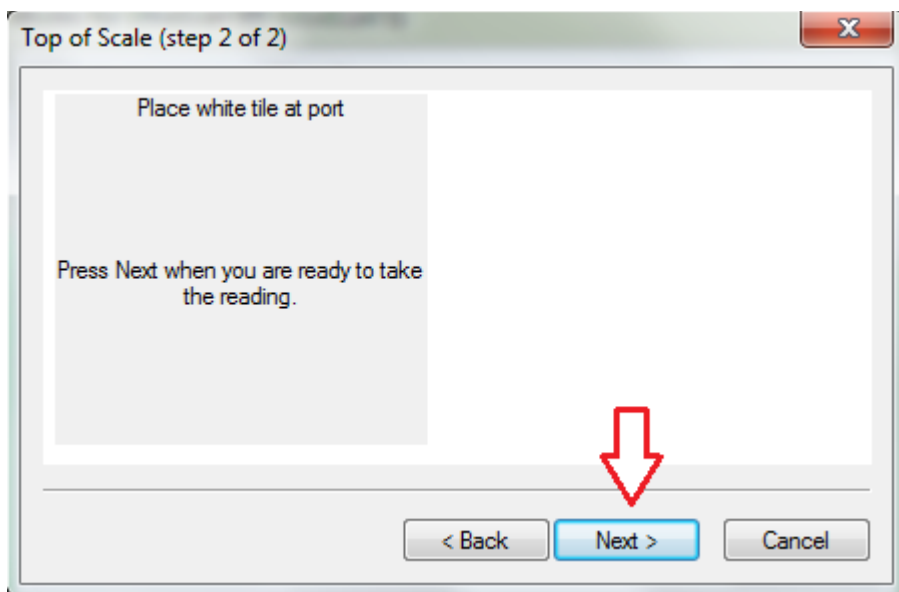 Top of Scale (step 2 of 2)
x
Place white tile at port
Press Next when you are ready to take
the reading.
< Back
Next >
Cancel